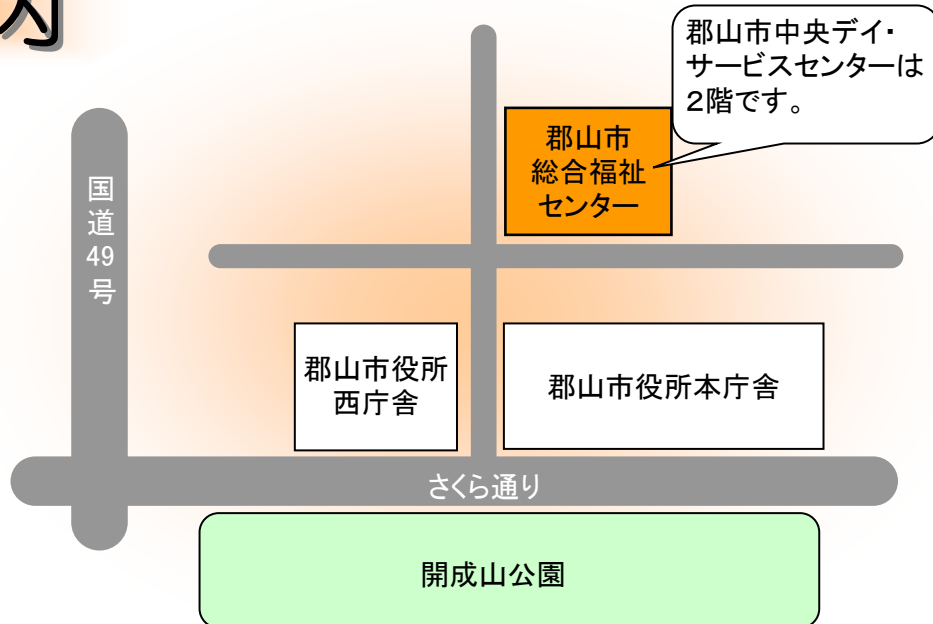 内
郡山市中央デイ・
サービスセンターは
２階です。
郡山市
総合福祉
センター
国
道
49
号
郡山市役所
西庁舎
郡山市役所本庁舎
さくら通り
開成山公園